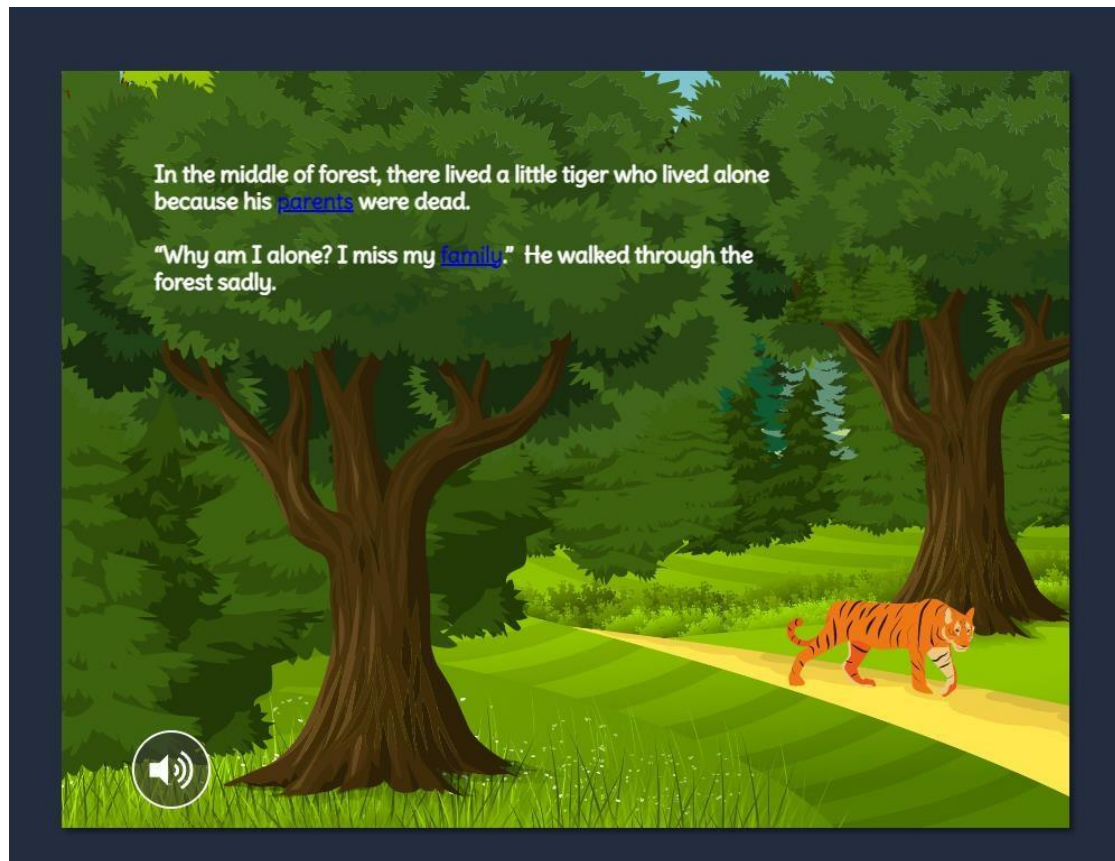 In the middle of forest, there lived a little tiger who lived alone
because his parents were dead.
“Why am I alone? I miss my family.”  He walked through the
forest sadly.